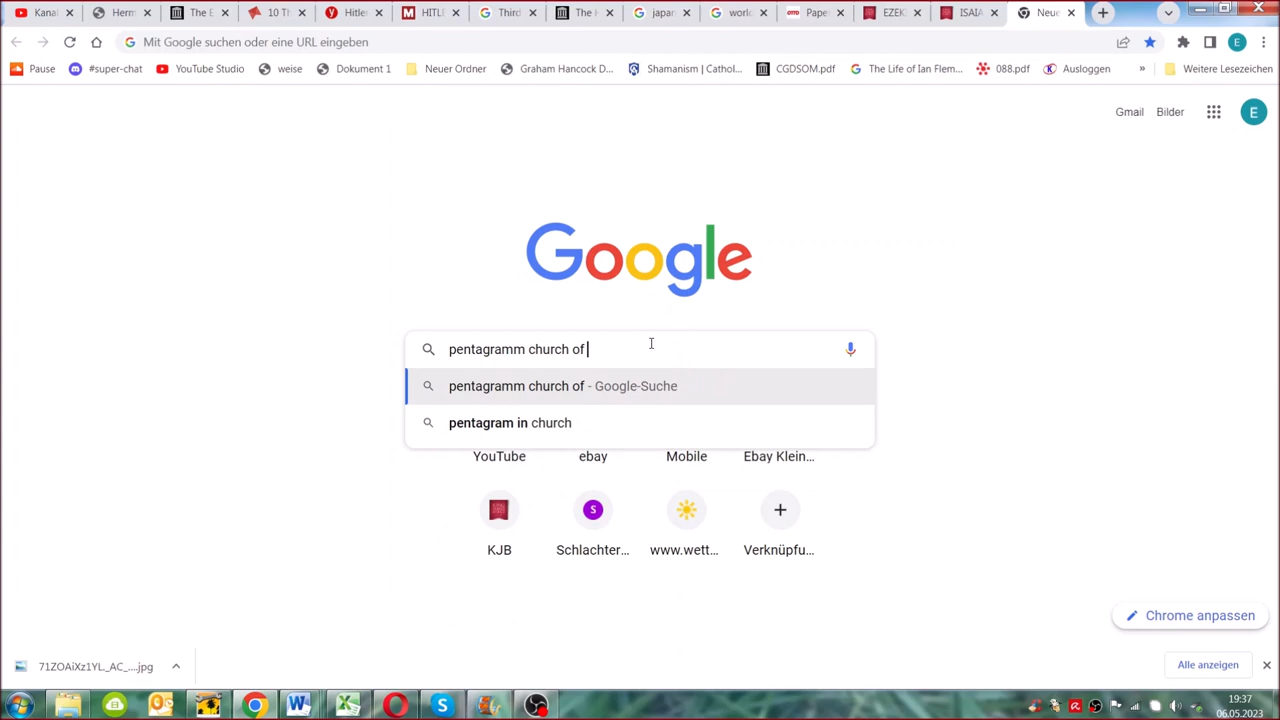 Kanal
Herm
The E
10 Th
Hitler
HITL
Third
The H
japan
world
Pape
EZEK
ISAIA
Neue
Mit Google suchen oder eine URL eingeben
E
Pause
#super-chat
YouTube Studio
weise
Dokument 1
Neuer Ordner
Graham Hancock D...
Shamanism | Cathol...
CGDSOM.pdf
The Life of Ian Flem...
088.pdf
Ausloggen
»
Weitere Lesezeichen
Gmail
Bilder
E
Google
pentagramm church of
pentagramm church of - Google-Suche
pentagram in church
YouTube
ebay
Mobile
Ebay Klein...
S
KJB
Schlachter...
www.wett...
Verknüpfu...
Chrome anpassen
71ZOAiXz1YL._AC_....jpg
Alle anzeigen
19:37
06.05.2023